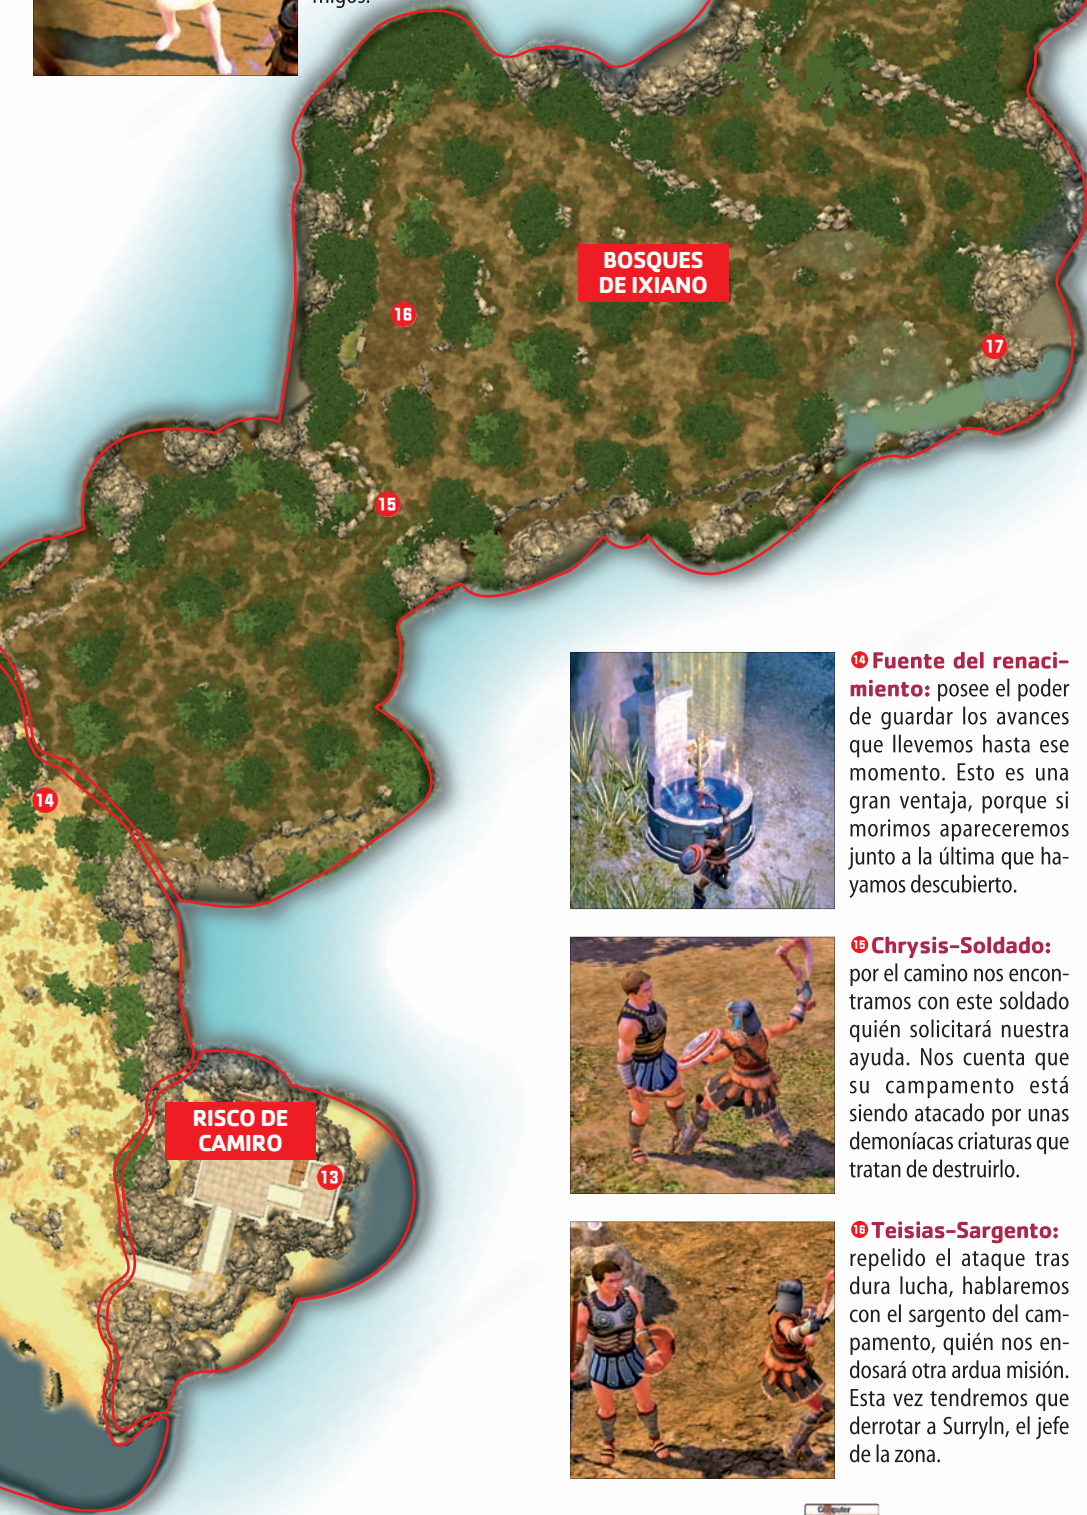 migos.
BOSQUES
DE IXIANO
16
17
15
14
RISCO DE
CAMIRO
13
14 Fuente del renaci-
miento: posee el poder
de guardar los avances
que llevemos hasta ese
momento. Esto es una
gran ventaja, porque si
morimos apareceremos
junto a la última que ha-
yamos descubierto.
15 Chrysis-Soldado:
por el camino nos encon-
tramos con este soldado
quién solicitará nuestra
ayuda. Nos cuenta que
su campamento está
siendo atacado por unas
demoníacas criaturas que
tratan de destruirlo.
16 Teisias-Sargento:
repelido el ataque tras
dura lucha, hablaremos
con el sargento del cam-
pamento, quién nos en-
dosará otra ardua misión.
Esta vez tendremos que
derrotar a Surryln, el jefe
de la zona.
Computer